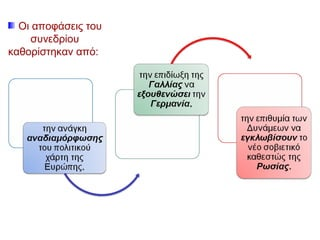 Οι αποφάσεις του
συνεδρίου
καθορίστηκαν από:
την ανάγκη
αναδιαμόρφωσης
του πολιτικού
χάρτη της
Ευρώπης.
την επιδίωξη της
Γαλλίας να
εξουθενώσει την
Γερμανία.
την επιθυμία των
Δυνάμεων να
εγκλωβίσουν το
νέο σοβιετικό
καθεστώς της
Ρωσίας.